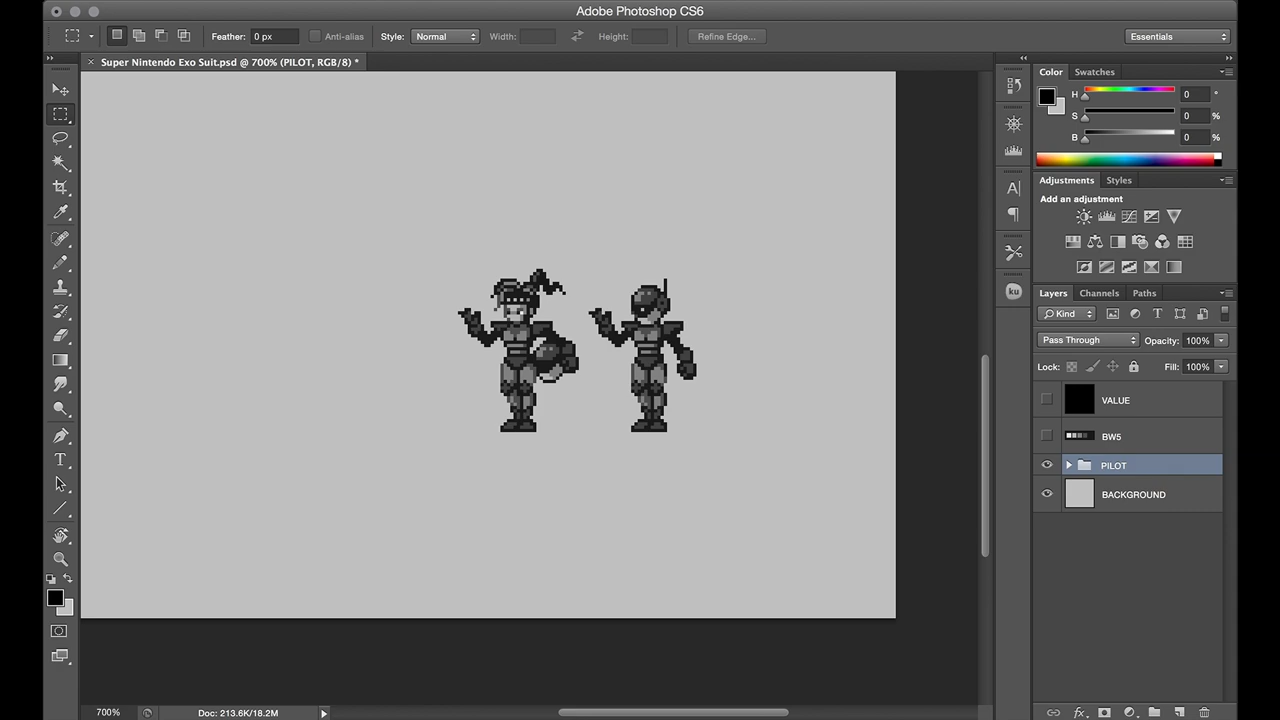 Adobe Photoshop CS6
Feather: 0 px Anti-alias Style: Normal Width: Height: Refine Edge... Essentials
× Super Nintendo Exo Suit.psd @ 700% (PILOT, RGB/8) *
Color Swatches
H 0 °
S 0 %
B 0 %
Adjustments Styles
Add an adjustment
A
ku
Layers Channels Paths
Kind T
Pass Through Opacity: 100%
Lock: Fill: 100%
VALUE
BW5
PILOT
BACKGROUND
T
700% Doc: 213.6K/18.2M
fx